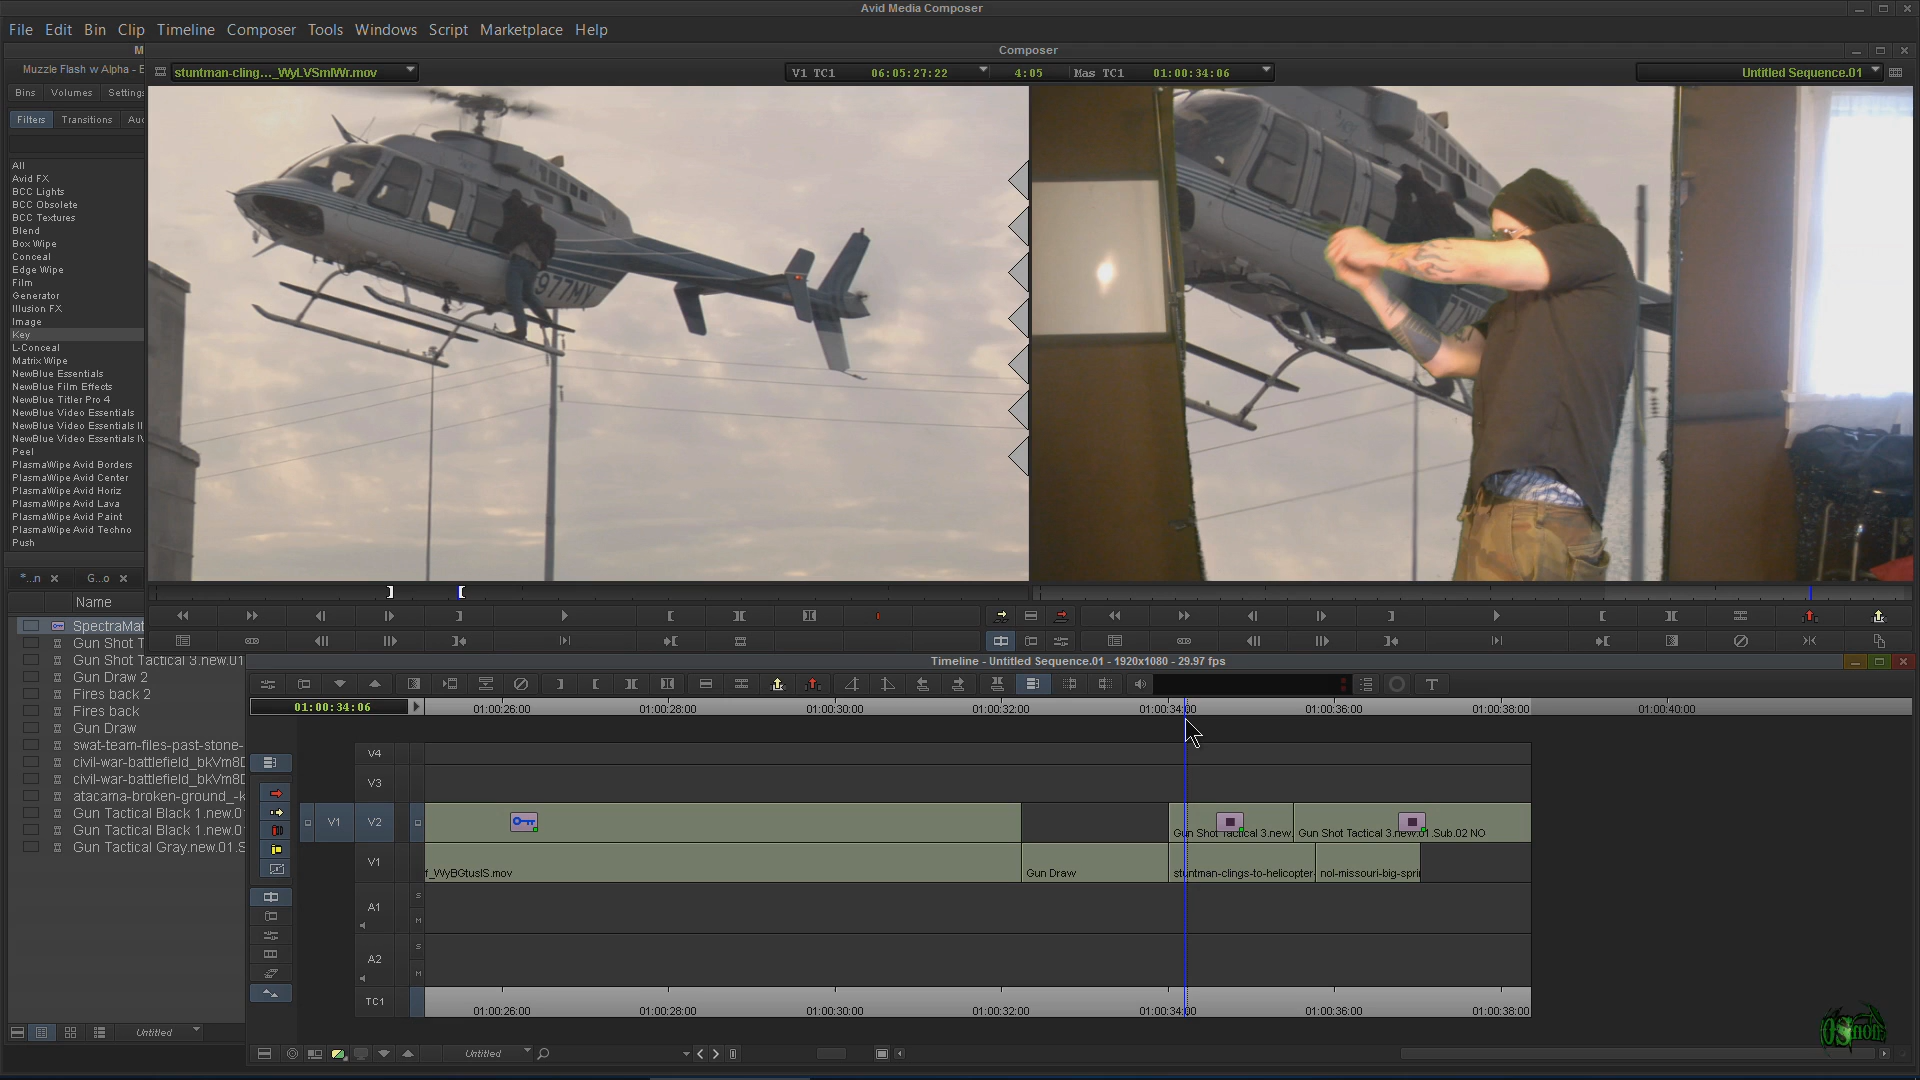 Avid Media Composer
File Edit Bin Clip Timeline Composer Tools Windows Script Marketplace Help
M
Composer
Muzzle Flash w Alpha - E
stuntman-cling..._WyLVSmlWr.mov
V1 TC1 06:05:27:22 4:05 Mas TC1 01:00:34:06
Untitled Sequence.01
Bins Volumes Settings
Filters Transitions Auc
All
Avid FX
BCC Lights
BCC Obsolete
BCC Textures
Blend
Box Wipe
Conceal
Edge Wipe
Film
Generator
Illusion FX
Image
Key
L-Conceal
Matrix Wipe
NewBlue Essentials
NewBlue Film Effects
NewBlue Titler Pro 4
NewBlue Video Essentials
NewBlue Video Essentials II
NewBlue Video Essentials IV
Peel
PlasmaWipe Avid Borders
PlasmaWipe Avid Center
PlasmaWipe Avid Horiz
PlasmaWipe Avid Lava
PlasmaWipe Avid Paint
PlasmaWipe Avid Techno
Push
977MY
*...n G...o
Name
SpectraMat
Gun Shot T
Gun Shot Tactical 3.new.01
Gun Draw 2
Fires back 2
Fires back
Gun Draw
swat-team-files-past-stone-
civil-war-battlefield_bkVm8D
civil-war-battlefield_bkVm8D
atacama-broken-ground_-k
Gun Tactical Black 1.new.0
Gun Tactical Black 1.new.0
Gun Tactical Gray.new.01.S
Untitled
Timeline - Untitled Sequence.01 - 1920x1080 - 29.97 fps
T
01:00:34:06
01:00:26:00 01:00:28:00 01:00:30:00 01:00:32:00 01:00:34:00 01:00:36:00 01:00:38:00 01:00:40:00
V4
V3
V1 V2
Gun Shot Tactical 3.new. Gun Shot Tactical 3.new.01.Sub.02 NO
V1
f_WyBGtusIS.mov Gun Draw stuntman-clings-to-helicopter- nol-missouri-big-sprin
A1 S M
A2 S M
TC1
01:00:26:00 01:00:28:00 01:00:30:00 01:00:32:00 01:00:34:00 01:00:36:00 01:00:38:00
Untitled